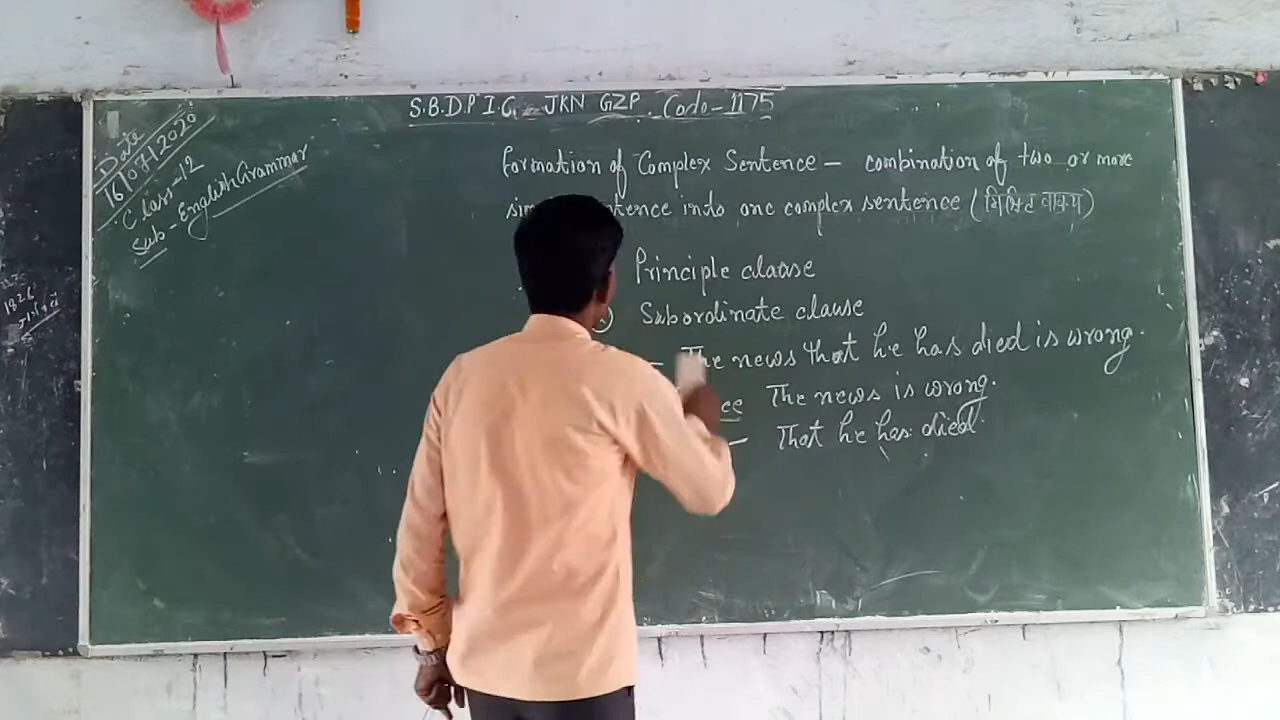 S.B.D.P I.C. JKN GZP. Code-1175
Date
16/07/2020
Class-12
Sub-English Grammar
Formation of Complex Sentence - combination of two or more
into one complex sentence (मिश्रित वाक्य)
Principle clause
Subordinate clause
- The news that he has died is wrong.
The news is wrong.
- That he has died.
1826